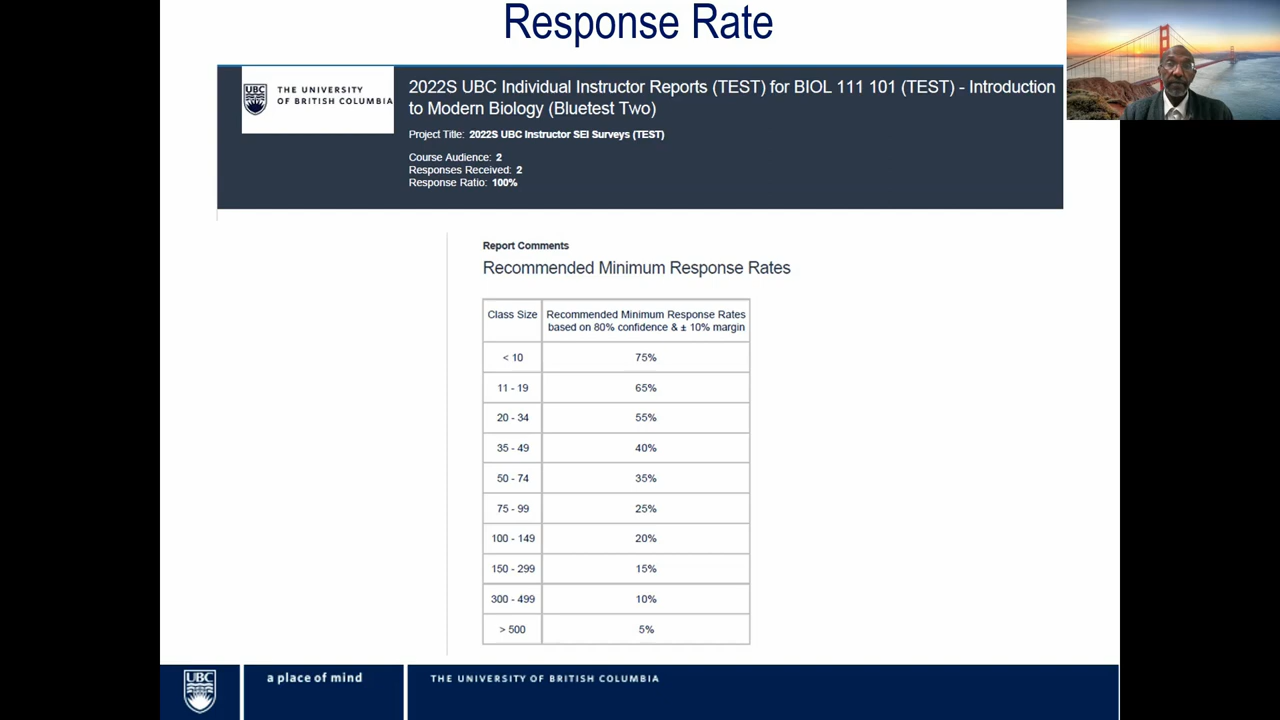 Response Rate
UBC
THE UNIVERSITY
OF BRITISH COLUMBIA
2022S UBC Individual Instructor Reports (TEST) for BIOL 111 101 (TEST) - Introduction
to Modern Biology (Bluetest Two)
Project Title: 2022S UBC Instructor SEI Surveys (TEST)
Course Audience: 2
Responses Received: 2
Response Ratio: 100%
Report Comments
Recommended Minimum Response Rates
Class Size Recommended Minimum Response Rates
based on 80% confidence & ± 10% margin
< 10 75%
11 - 19 65%
20 - 34 55%
35 - 49 40%
50 - 74 35%
75 - 99 25%
100 - 149 20%
150 - 299 15%
300 - 499 10%
> 500 5%
UBC
a place of mind
THE UNIVERSITY OF BRITISH COLUMBIA